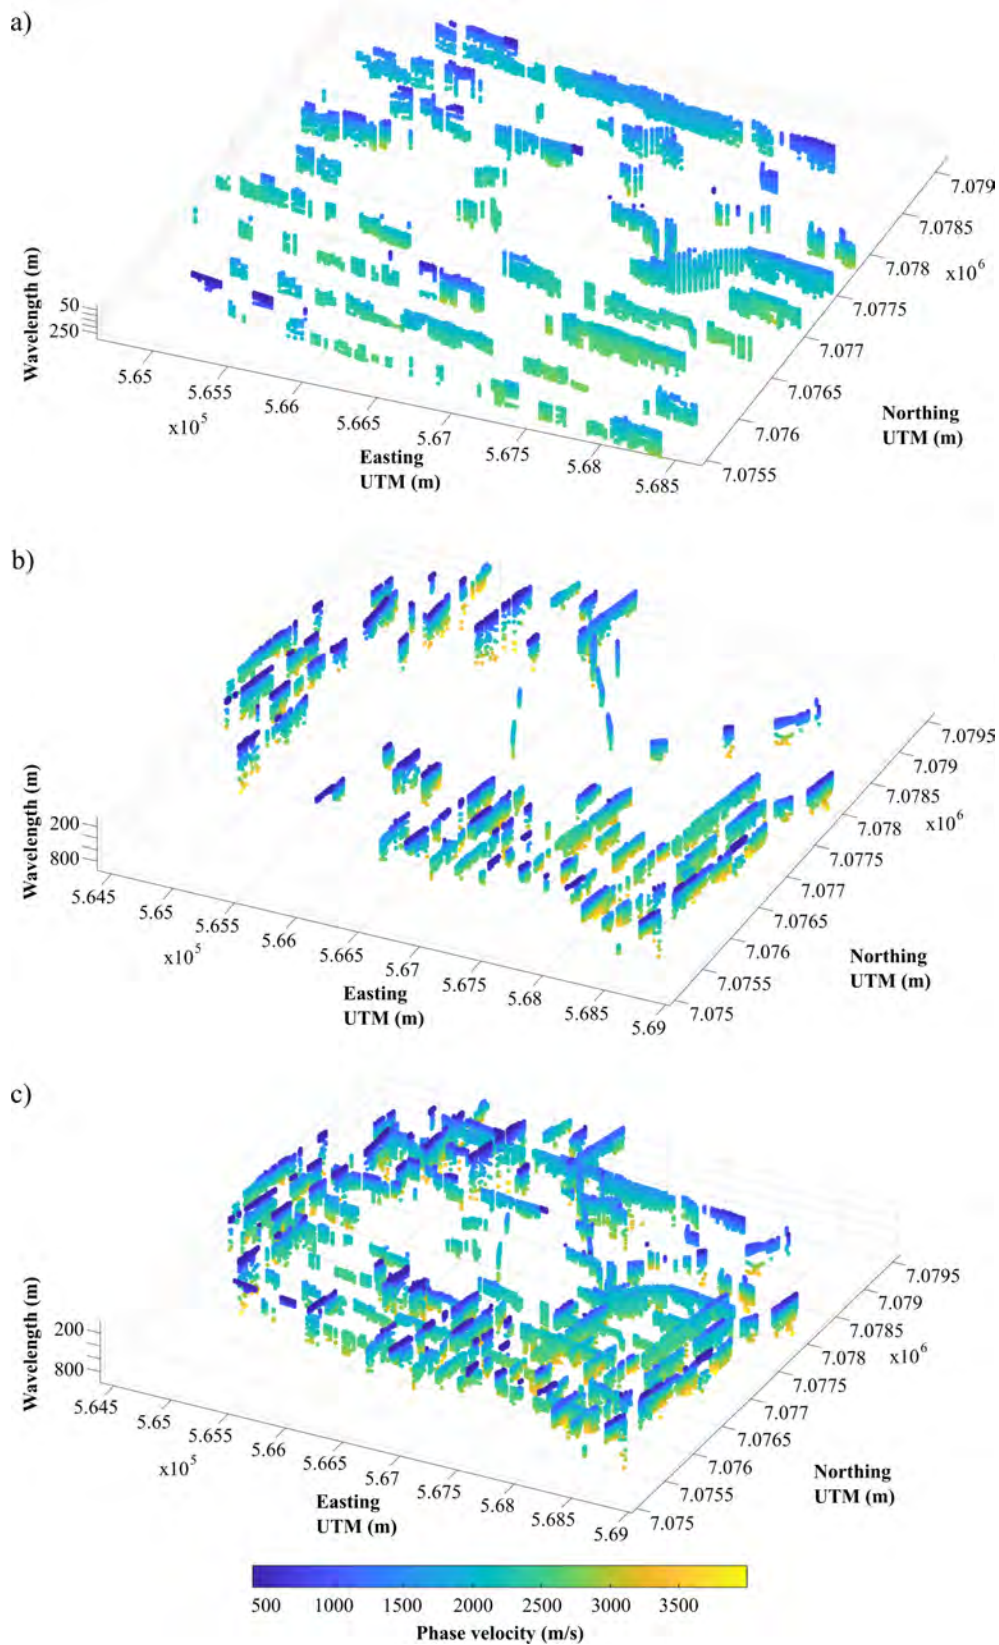 a)
Wavelength (m)
50
250
5.65
5.655
5.66
5.665
5.67
5.675
5.68
5.685
x10^5
Easting
UTM (m)
7.0755
7.076
7.0765
7.077
7.0775
7.078
7.0785
7.079
x10^6
Northing
UTM (m)
b)
Wavelength (m)
200
800
5.645
5.65
5.655
5.66
5.665
5.67
5.675
5.68
5.685
5.69
x10^5
Easting
UTM (m)
7.075
7.0755
7.076
7.0765
7.077
7.0775
7.078
7.0785
7.079
7.0795
x10^6
Northing
UTM (m)
c)
Wavelength (m)
200
800
5.645
5.65
5.655
5.66
5.665
5.67
5.675
5.68
5.685
5.69
x10^5
Easting
UTM (m)
7.075
7.0755
7.076
7.0765
7.077
7.0775
7.078
7.0785
7.079
7.0795
x10^6
Northing
UTM (m)
500 1000 1500 2000 2500 3000 3500
Phase velocity (m/s)